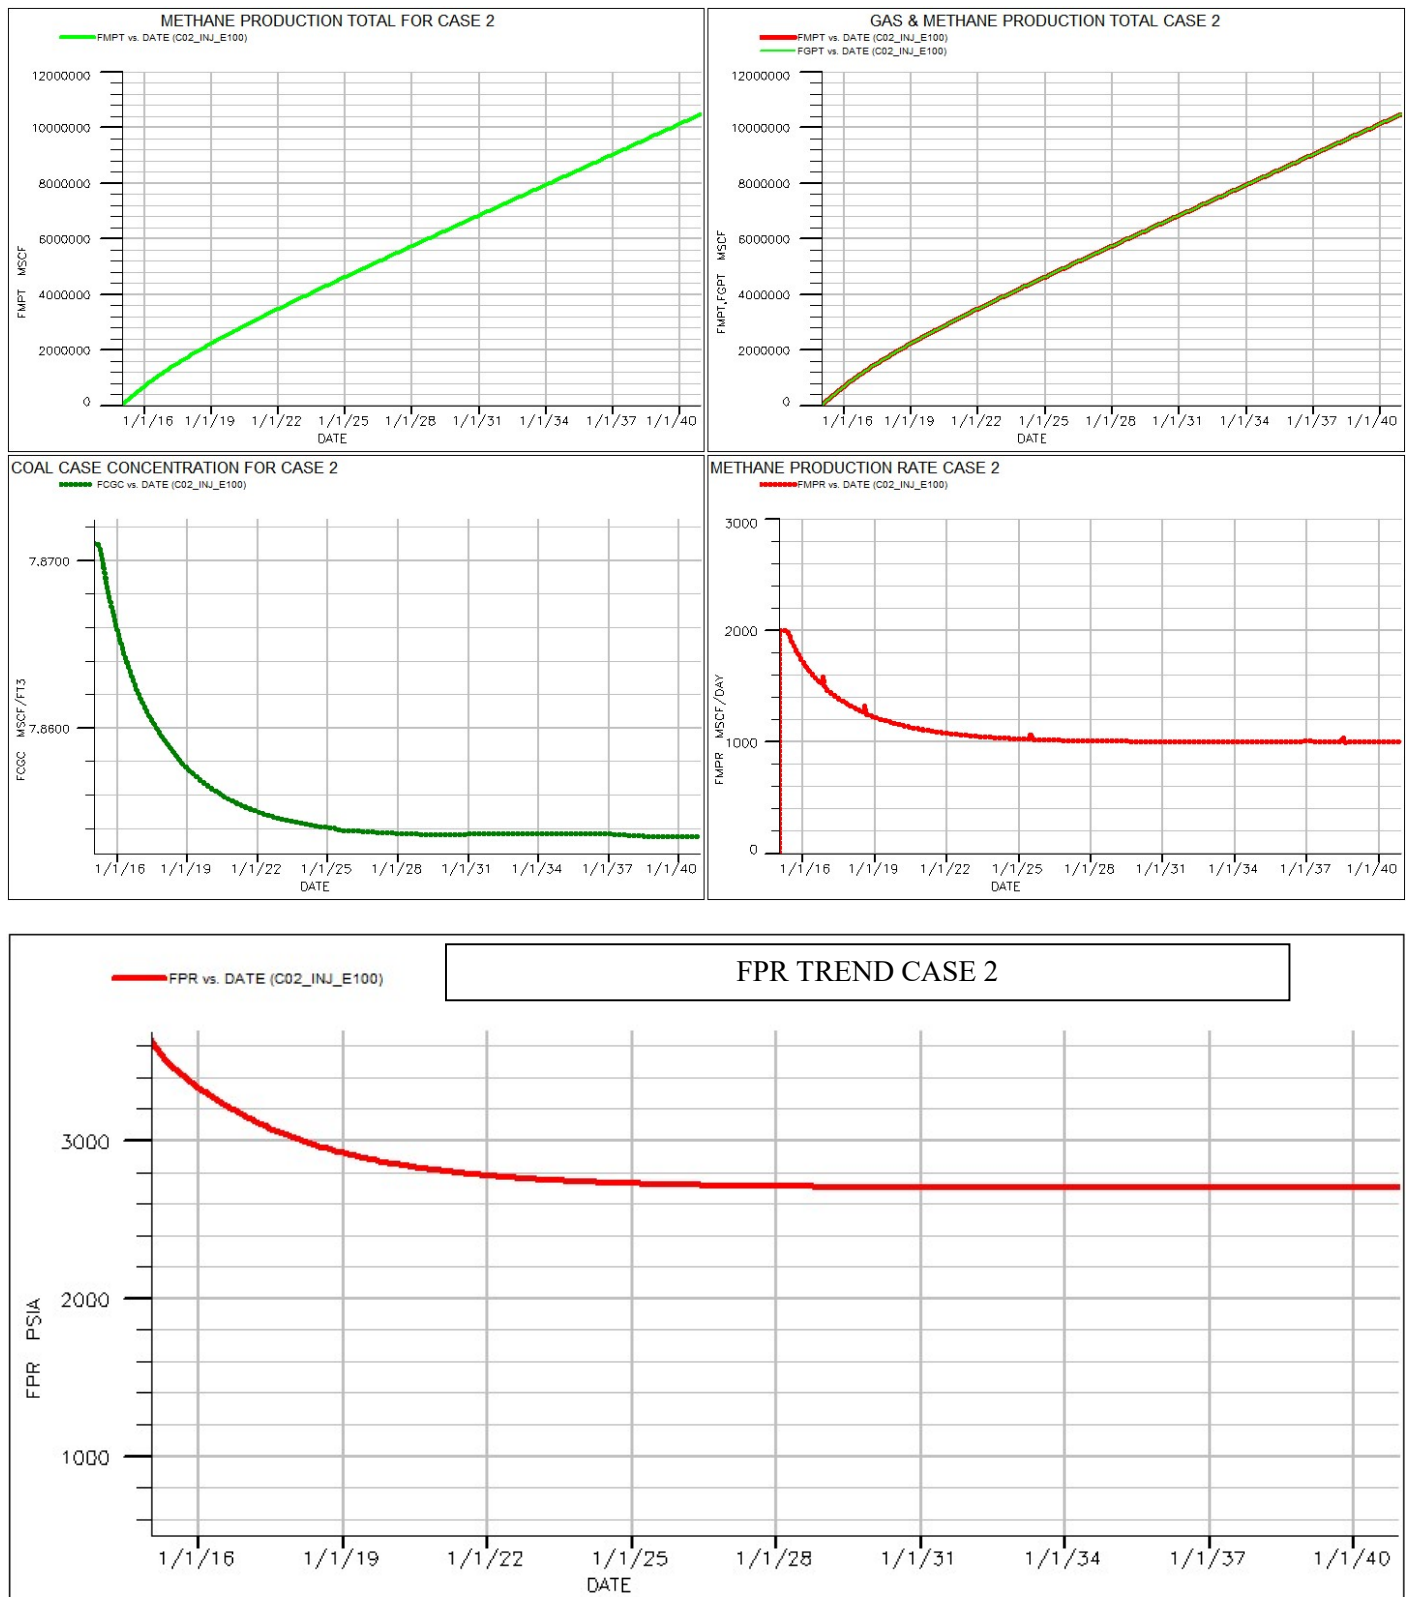 METHANE PRODUCTION TOTAL FOR CASE 2
FMPT vs. DATE (C02_INJ_E100)
12000000
10000000
8000000
6000000
4000000
2000000
0
FMPT MSCF
1/1/16 1/1/19 1/1/22 1/1/25 1/1/28 1/1/31 1/1/34 1/1/37 1/1/40
DATE
GAS & METHANE PRODUCTION TOTAL CASE 2
FMPT vs. DATE (C02_INJ_E100)
FGPT vs. DATE (C02_INJ_E100)
12000000
10000000
8000000
6000000
4000000
2000000
0
FMPT,FGPT MSCF
1/1/16 1/1/19 1/1/22 1/1/25 1/1/28 1/1/31 1/1/34 1/1/37 1/1/40
DATE
COAL CASE CONCENTRATION FOR CASE 2
FCGC vs. DATE (C02_INJ_E100)
7.8700
7.8600
FCGC MSCF/FT3
1/1/16 1/1/19 1/1/22 1/1/25 1/1/28 1/1/31 1/1/34 1/1/37 1/1/40
DATE
METHANE PRODUCTION RATE CASE 2
FMPR vs. DATE (C02_INJ_E100)
3000
2000
1000
0
FMPR MSCF/DAY
1/1/16 1/1/19 1/1/22 1/1/25 1/1/28 1/1/31 1/1/34 1/1/37 1/1/40
DATE
FPR vs. DATE (C02_INJ_E100)
FPR TREND CASE 2
3000
2000
1000
FPR PSIA
1/1/16 1/1/19 1/1/22 1/1/25 1/1/28 1/1/31 1/1/34 1/1/37 1/1/40
DATE